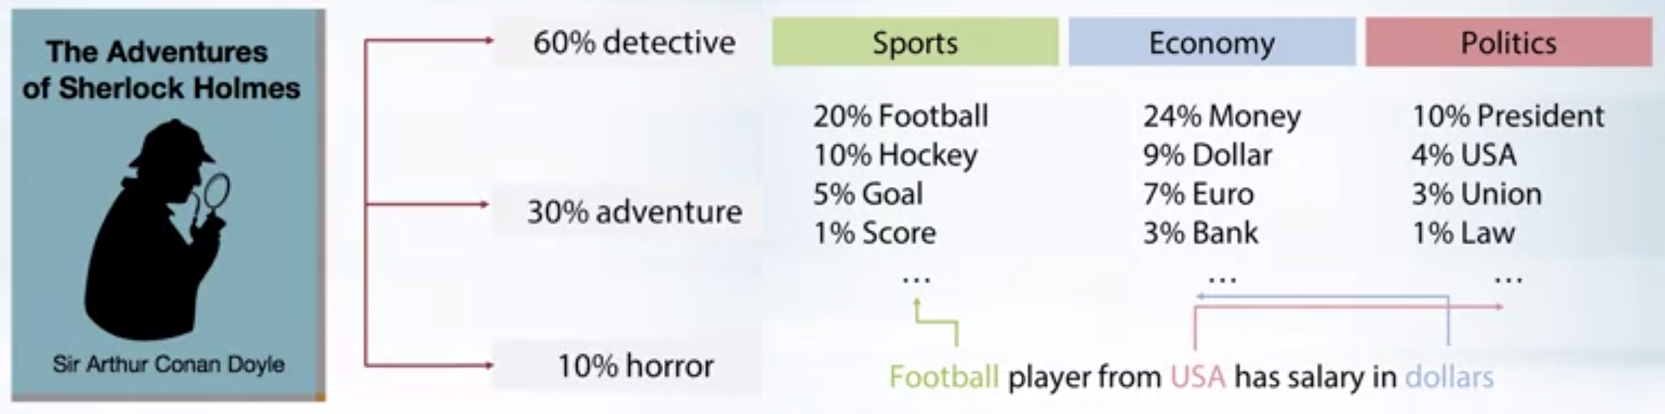 The Adventures
of Sherlock Holmes
Sir Arthur Conan Doyle
60% detective
30% adventure
10% horror
Sports
20% Football
10% Hockey
5% Goal
1% Score
...
Economy
24% Money
9% Dollar
7% Euro
3% Bank
...
Politics
10% President
4% USA
3% Union
1% Law
...
Football player from USA has salary in dollars